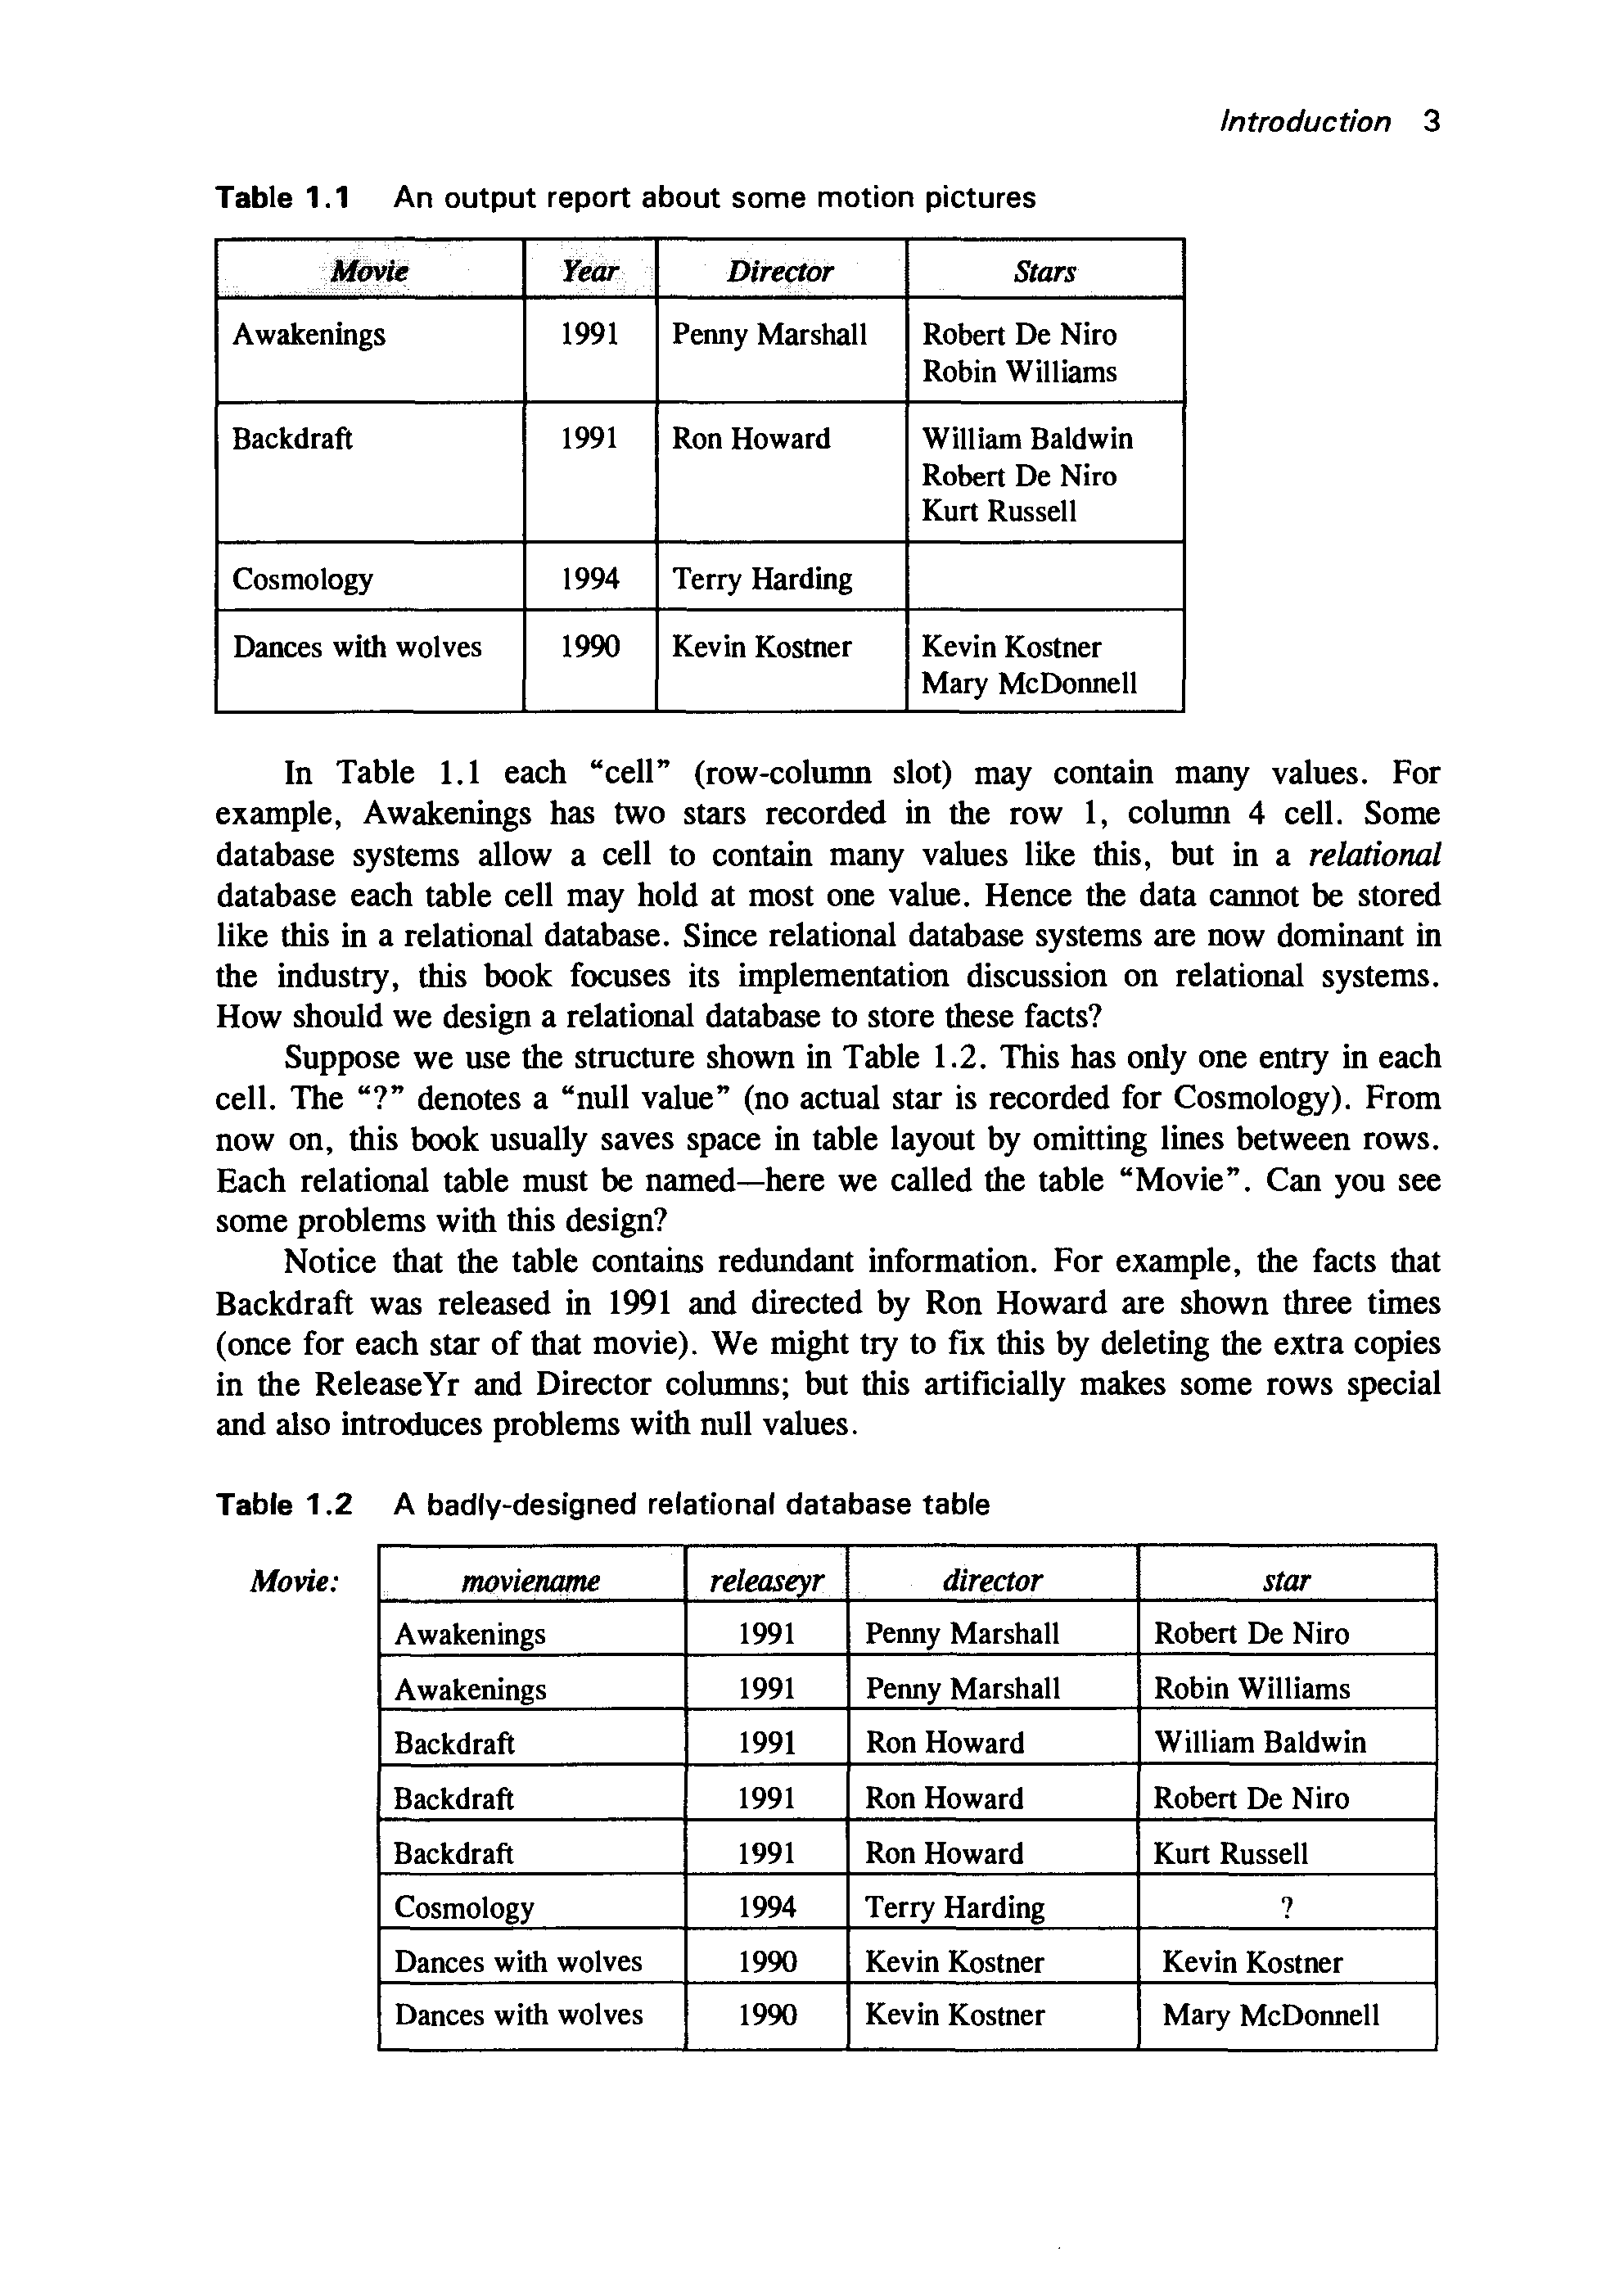 Introduction 3
Table 1.1 An output report about some motion pictures
Movie Year Director Stars
Awakenings 1991 Penny Marshall Robert De Niro
Robin Williams
Backdraft 1991 Ron Howard William Baldwin
Robert De Niro
Kurt Russell
Cosmology 1994 Terry Harding
Dances with wolves 1990 Kevin Kostner Kevin Kostner
Mary McDonnell
In Table 1.1 each “cell” (row-column slot) may contain many values. For
example, Awakenings has two stars recorded in the row 1, column 4 cell. Some
database systems allow a cell to contain many values like this, but in a relational
database each table cell may hold at most one value. Hence the data cannot be stored
like this in a relational database. Since relational database systems are now dominant in
the industry, this book focuses its implementation discussion on relational systems.
How should we design a relational database to store these facts?
Suppose we use the structure shown in Table 1.2. This has only one entry in each
cell. The “?” denotes a “null value” (no actual star is recorded for Cosmology). From
now on, this book usually saves space in table layout by omitting lines between rows.
Each relational table must be named—here we called the table “Movie”. Can you see
some problems with this design?
Notice that the table contains redundant information. For example, the facts that
Backdraft was released in 1991 and directed by Ron Howard are shown three times
(once for each star of that movie). We might try to fix this by deleting the extra copies
in the ReleaseYr and Director columns; but this artificially makes some rows special
and also introduces problems with null values.
Table 1.2 A badly-designed relational database table
Movie: moviename releaseyr director star
Awakenings 1991 Penny Marshall Robert De Niro
Awakenings 1991 Penny Marshall Robin Williams
Backdraft 1991 Ron Howard William Baldwin
Backdraft 1991 Ron Howard Robert De Niro
Backdraft 1991 Ron Howard Kurt Russell
Cosmology 1994 Terry Harding ?
Dances with wolves 1990 Kevin Kostner Kevin Kostner
Dances with wolves 1990 Kevin Kostner Mary McDonnell